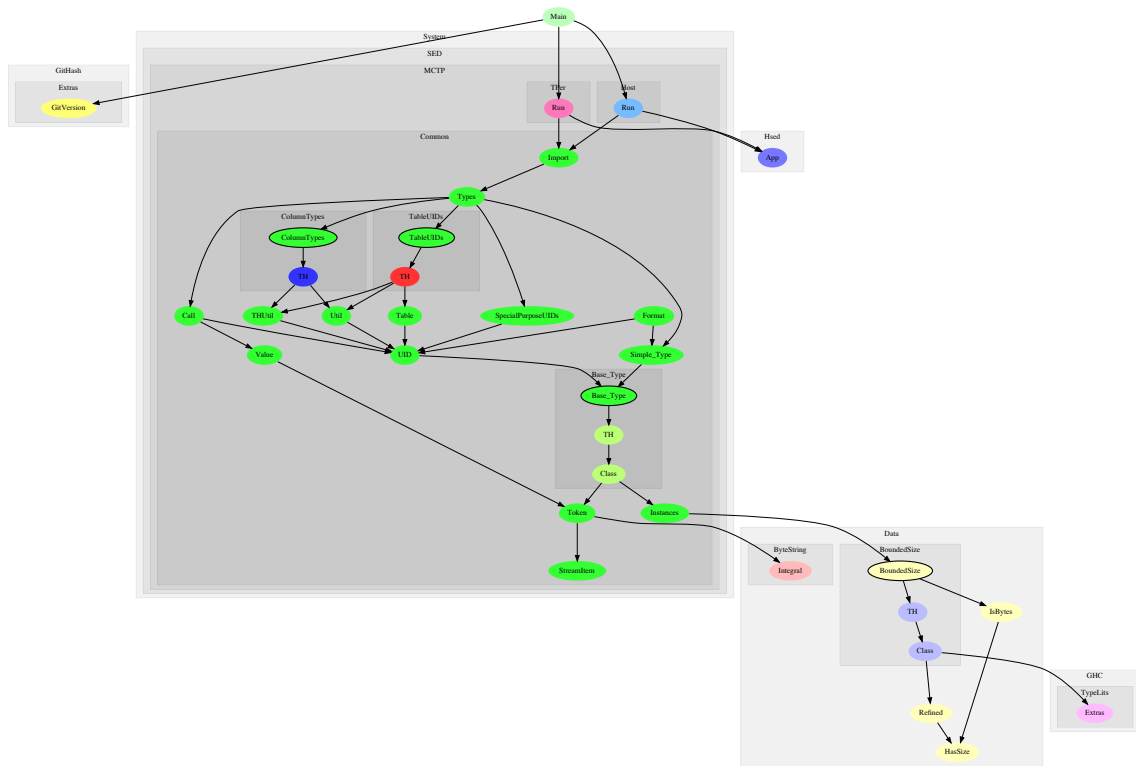 Main
System
SED
GitHash
MCTP
Extras
TPer
Host
GitVersion
Run
Run
Common
Hsed
Import
App
Types
ColumnTypes
TableUIDs
ColumnTypes
TableUIDs
TH
TH
Call
THUtil
Util
Table
SpecialPurposeUIDs
Format
Value
UID
Simple_Type
Base_Type
Base_Type
TH
Class
Token
Instances
Data
ByteString
BoundedSize
StreamItem
Integral
BoundedSize
TH
IsBytes
Class
GHC
TypeLits
Refined
Extras
HasSize